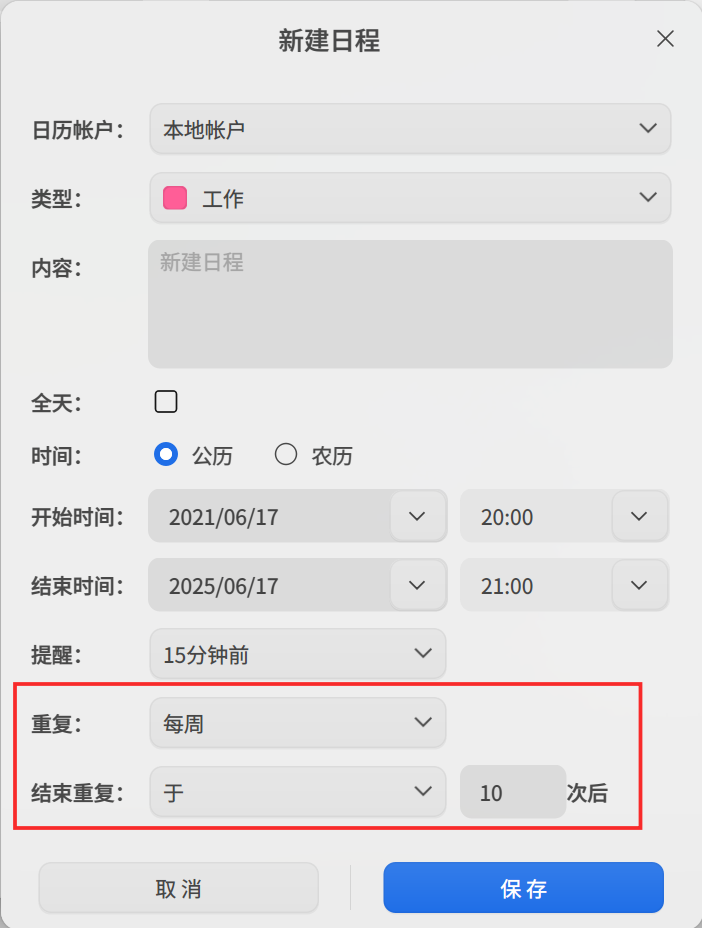 新建日程
日历帐户： 本地帐户
类型： 工作
内容： 新建日程
全天：
时间： 公历 农历
开始时间： 2021/06/17 20:00
结束时间： 2025/06/17 21:00
提醒： 15分钟前
重复： 每周
结束重复： 于 10 次后
取消 保存